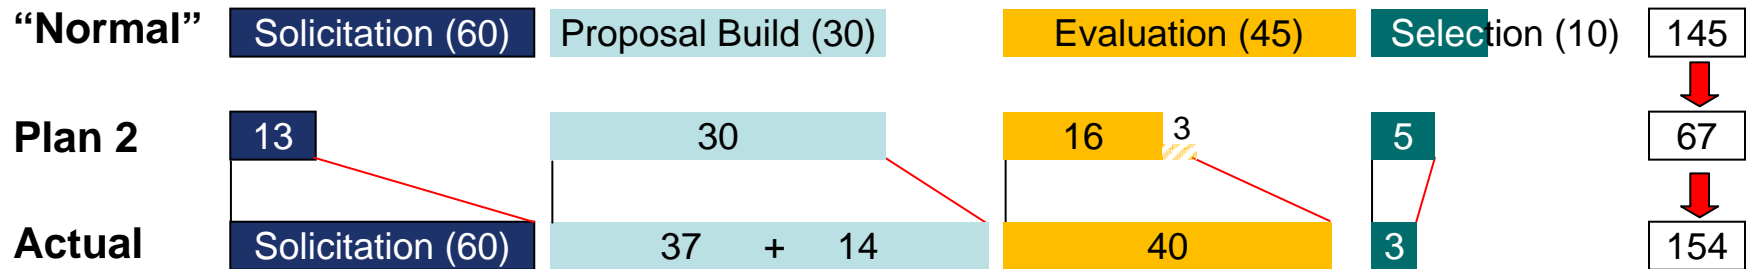 “Normal” Solicitation (60) Proposal Build (30) Evaluation (45) Selection (10) 145
Plan 2 13 30 16 3 5 67
Actual Solicitation (60) 37 + 14 40 3 154